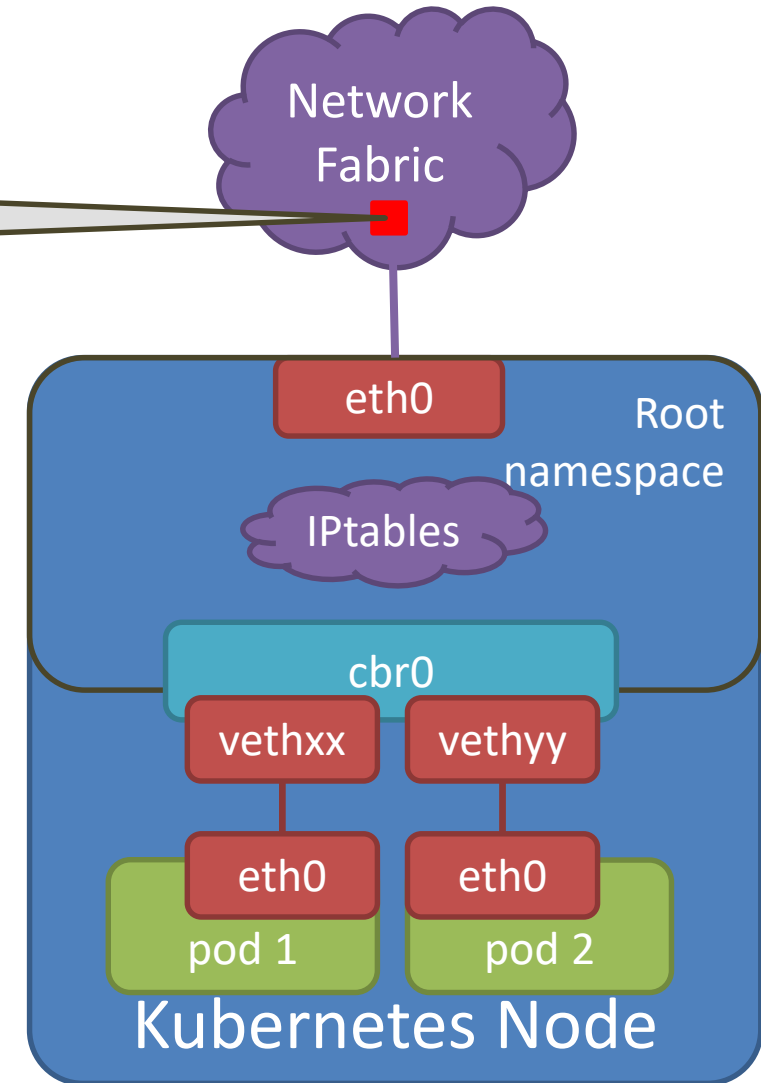 Network
Fabric
eth0
Root
namespace
IPtables
cbr0
vethxx
vethyy
eth0
eth0
pod 1
pod 2
Kubernetes Node